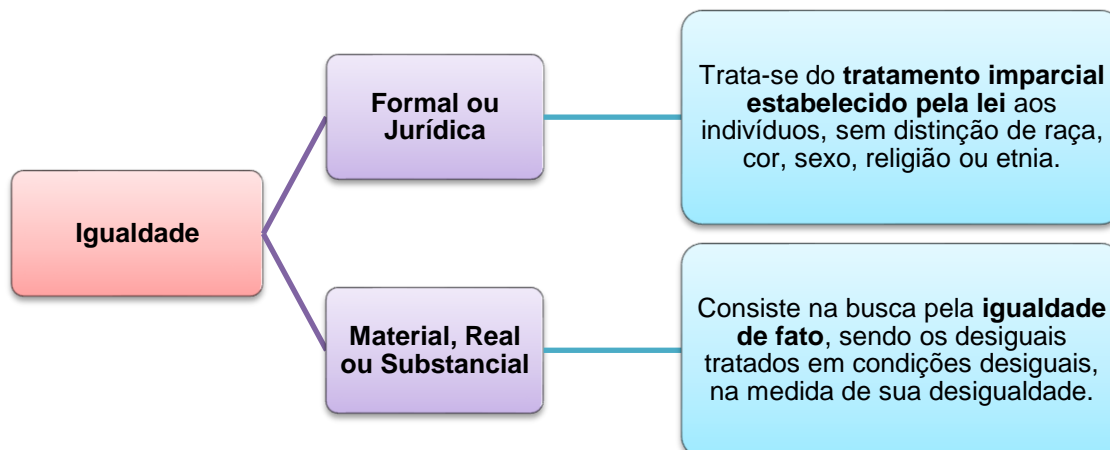 Igualdade
Formal ou
Jurídica
Trata-se do tratamento imparcial
estabelecido pela lei aos
indivíduos, sem distinção de raça,
cor, sexo, religião ou etnia.
Material, Real
ou Substancial
Consiste na busca pela igualdade
de fato, sendo os desiguais
tratados em condições desiguais,
na medida de sua desigualdade.